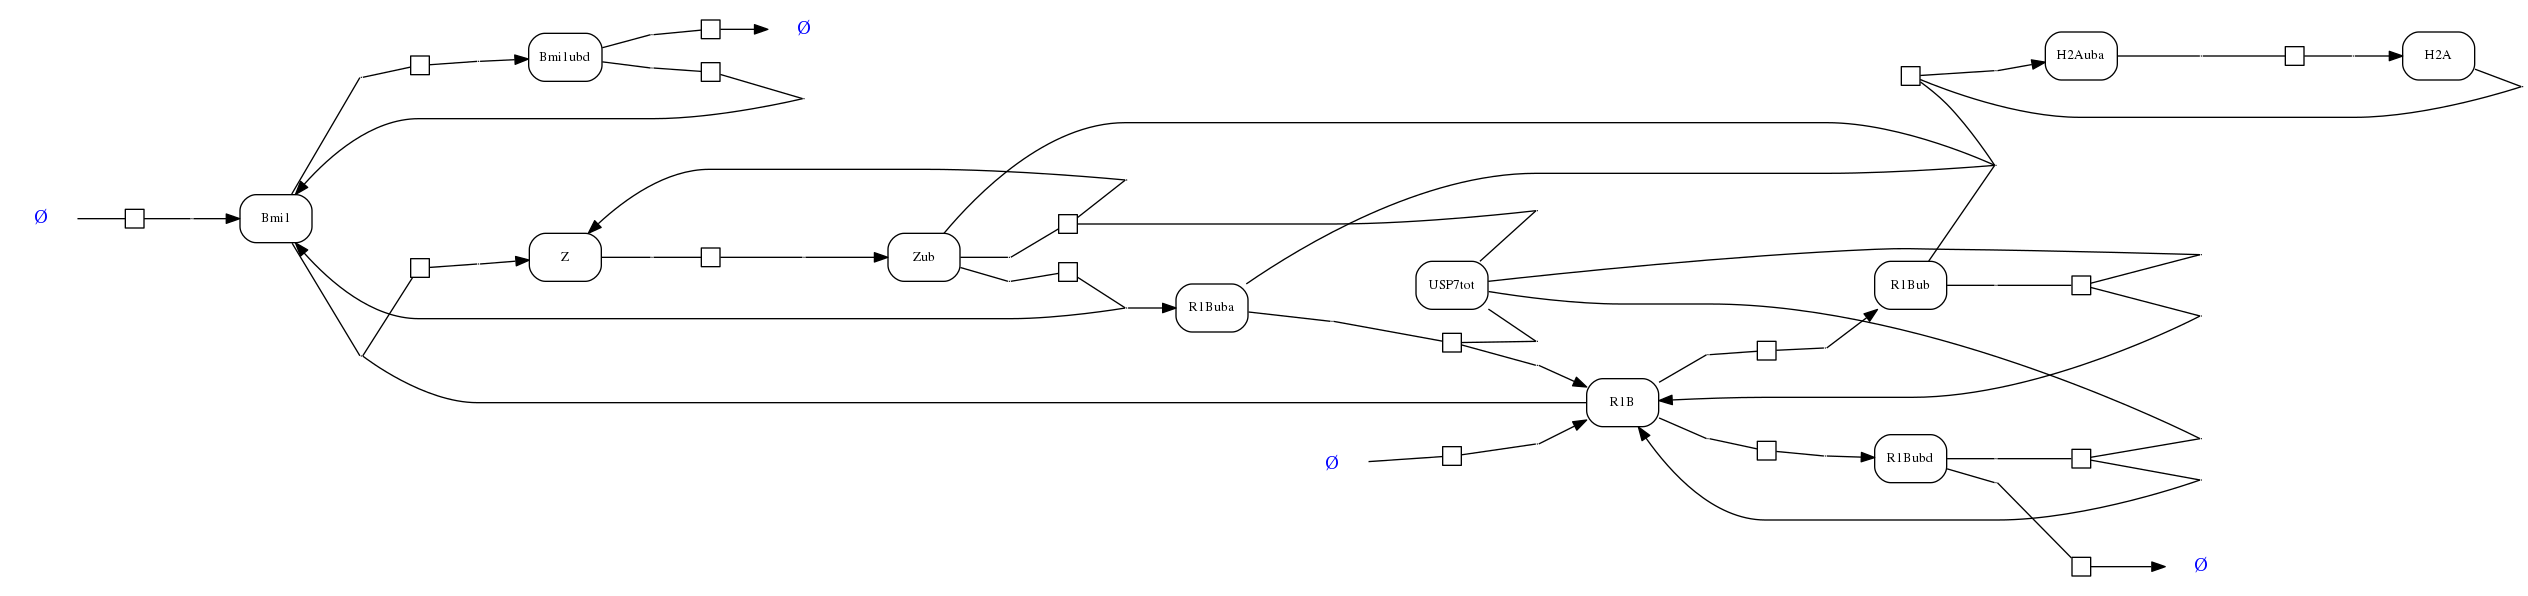 Ø
Bmi1ubd
H2Auba
H2A
Ø
Bmi1
Z
Zub
R1Buba
USP7tot
R1Bub
R1B
Ø
R1Bubd
Ø